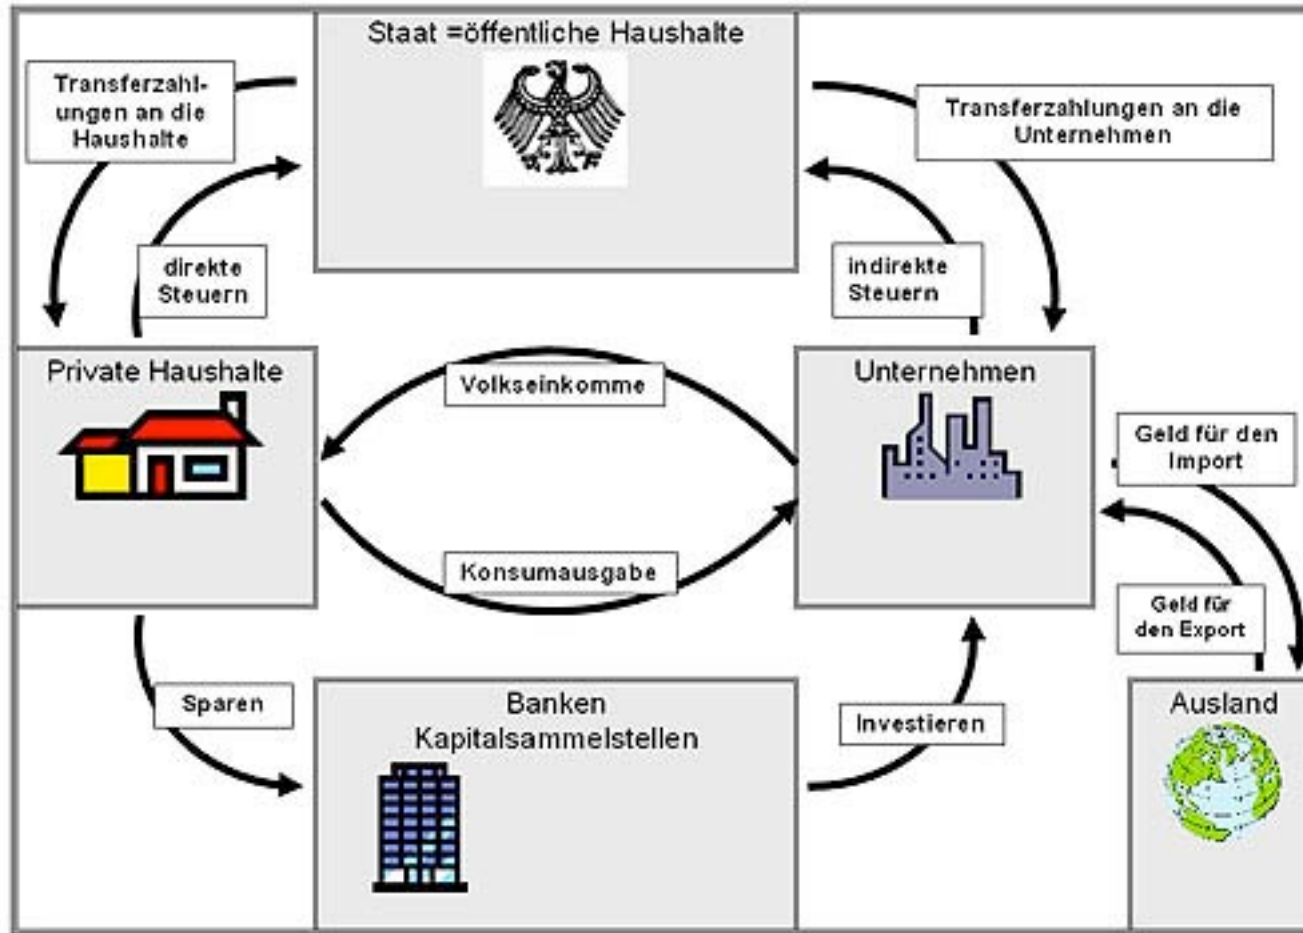 Staat =öffentliche Haushalte
Transferzahl-
ungen an die
Haushalte
Transferzahlungen an die
Unternehmen
direkte
Steuern
indirekte
Steuern
Private Haushalte
Volkseinkomme
Unternehmen
Geld für den
Import
Konsumausgabe
Geld für
den Export
Sparen
Banken
Kapitalsammelstellen
Investieren
Ausland